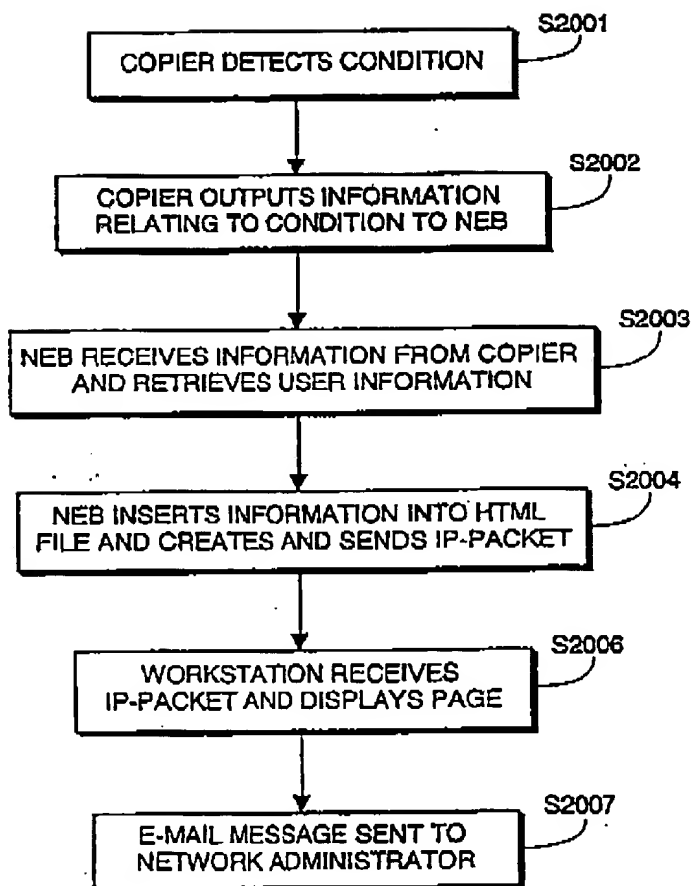 S2001
COPIER DETECTS CONDITION
S2002
COPIER OUTPUTS INFORMATION
RELATING TO CONDITION TO NEB
S2003
NEB RECEIVES INFORMATION FROM COPIER
AND RETRIEVES USER INFORMATION
S2004
NEB INSERTS INFORMATION INTO HTML
FILE AND CREATES AND SENDS IP-PACKET
S2006
WORKSTATION RECEIVES
IP-PACKET AND DISPLAYS PAGE
S2007
E-MAIL MESSAGE SENT TO
NETWORK ADMINISTRATOR